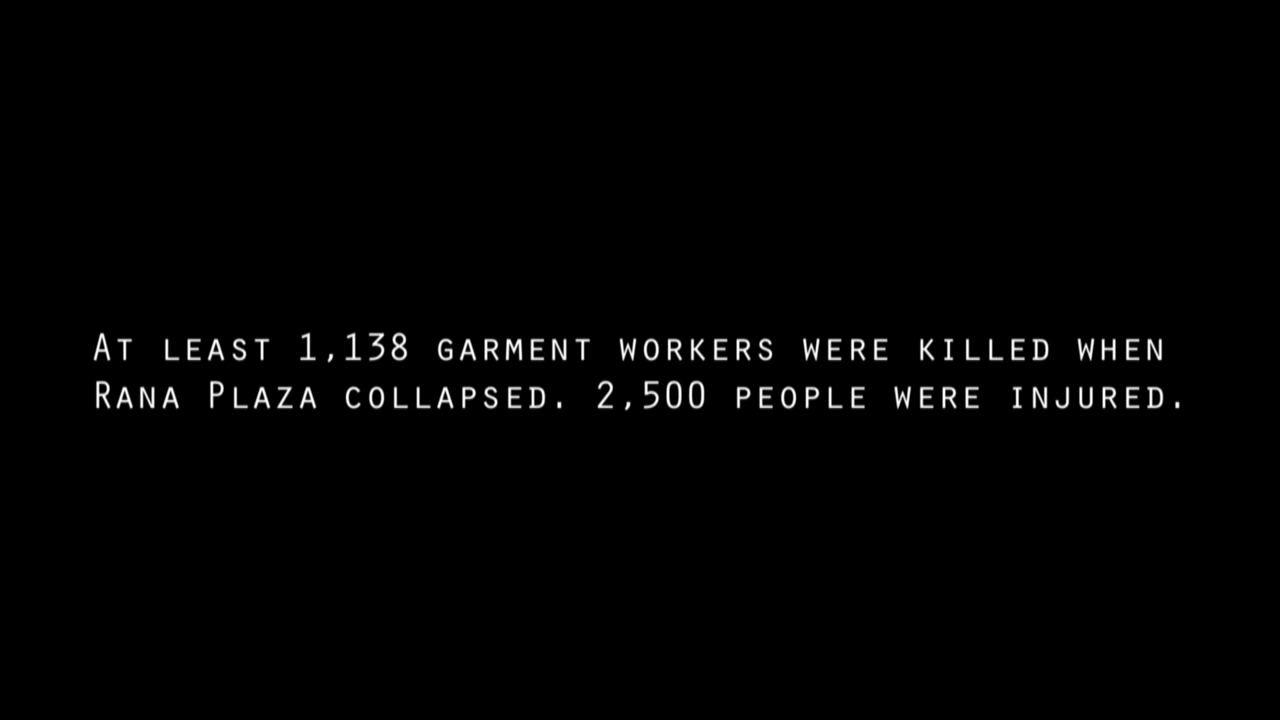 At least 1,138 garment workers were killed when
Rana Plaza collapsed. 2,500 people were injured.